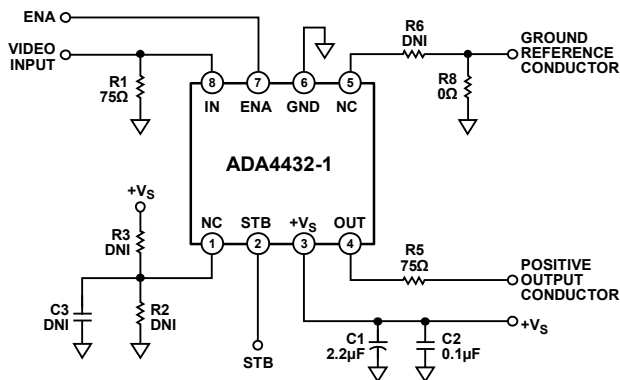 ENA
VIDEO
INPUT
R1
75Ω
R6
DNI
GROUND
REFERENCE
CONDUCTOR
R8
0Ω
8
7
6
5
IN
ENA
GND
NC
ADA4432-1
+VS
R3
DNI
NC
STB
+VS
OUT
1
2
3
4
R5
75Ω
POSITIVE
OUTPUT
CONDUCTOR
C3
DNI
R2
DNI
STB
C1
2.2µF
C2
0.1µF
+VS